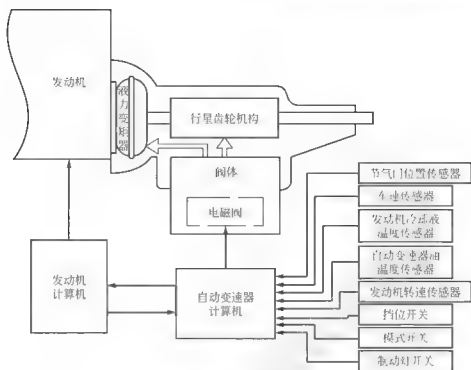 发动机
液力变矩器
行星齿轮机构
阀体
电磁阀
节气门位置传感器
车速传感器
发动机冷却液
温度传感器
自动变速器油
温度传感器
发动机转速传感器
挡位开关
模式开关
制动灯开关
发动机
计算机
自动变速器
计算机